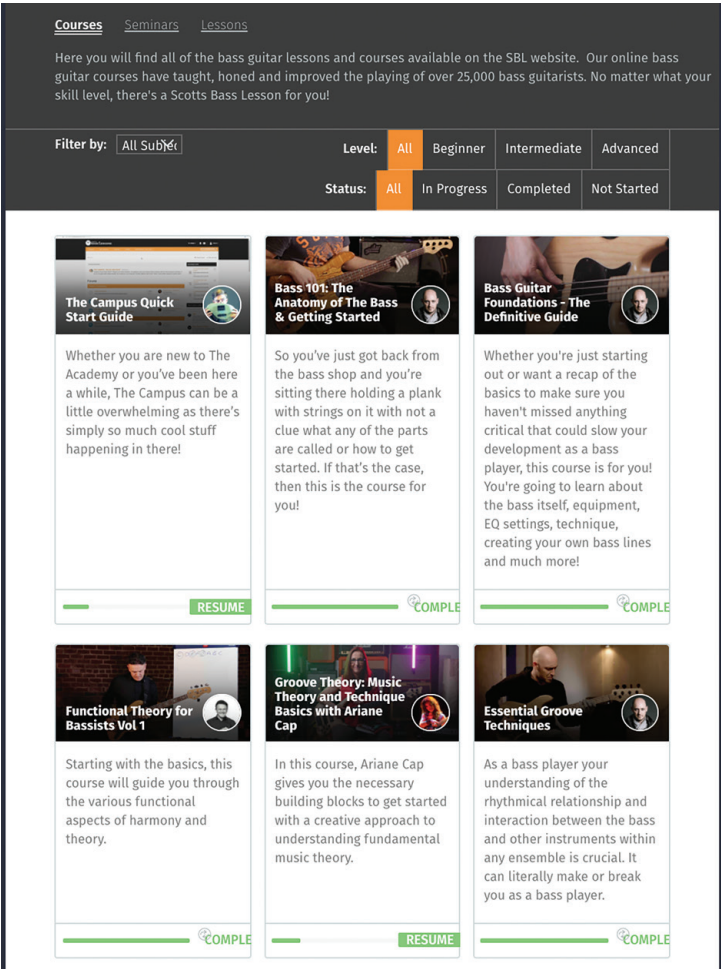 Courses Seminars Lessons
Here you will find all of the bass guitar lessons and courses available on the SBL website. Our online bass
guitar courses have taught, honed and improved the playing of over 25,000 bass guitarists. No matter what your
skill level, there's a Scotts Bass Lesson for you!
Filter by: All Subjec
Level: All Beginner Intermediate Advanced
Status: All In Progress Completed Not Started
The Campus Quick
Start Guide
Whether you are new to The
Academy or you’ve been here
a while, The Campus can be a
little overwhelming as there’s
simply so much cool stuff
happening in there!
RESUME
Bass 101: The
Anatomy of The Bass
& Getting Started
So you’ve just got back from
the bass shop and you’re
sitting there holding a plank
with strings on it with not a
clue what any of the parts
are called or how to get
started. If that’s the case,
then this is the course for
you!
COMPLE
Bass Guitar
Foundations - The
Definitive Guide
Whether you're just starting
out or want a recap of the
basics to make sure you
haven't missed anything
critical that could slow your
development as a bass
player, this course is for you!
You're going to learn about
the bass itself, equipment,
EQ settings, technique,
creating your own bass lines
and much more!
COMPLE
Functional Theory for
Bassists Vol 1
Starting with the basics, this
course will guide you through
the various functional
aspects of harmony and
theory.
COMPLE
Groove Theory: Music
Theory and Technique
Basics with Ariane
Cap
In this course, Ariane Cap
gives you the necessary
building blocks to get started
with a creative approach to
understanding fundamental
music theory.
RESUME
Essential Groove
Techniques
As a bass player your
understanding of the
rhythmical relationship and
interaction between the bass
and other instruments within
any ensemble is crucial. It
can literally make or break
you as a bass player.
COMPLE